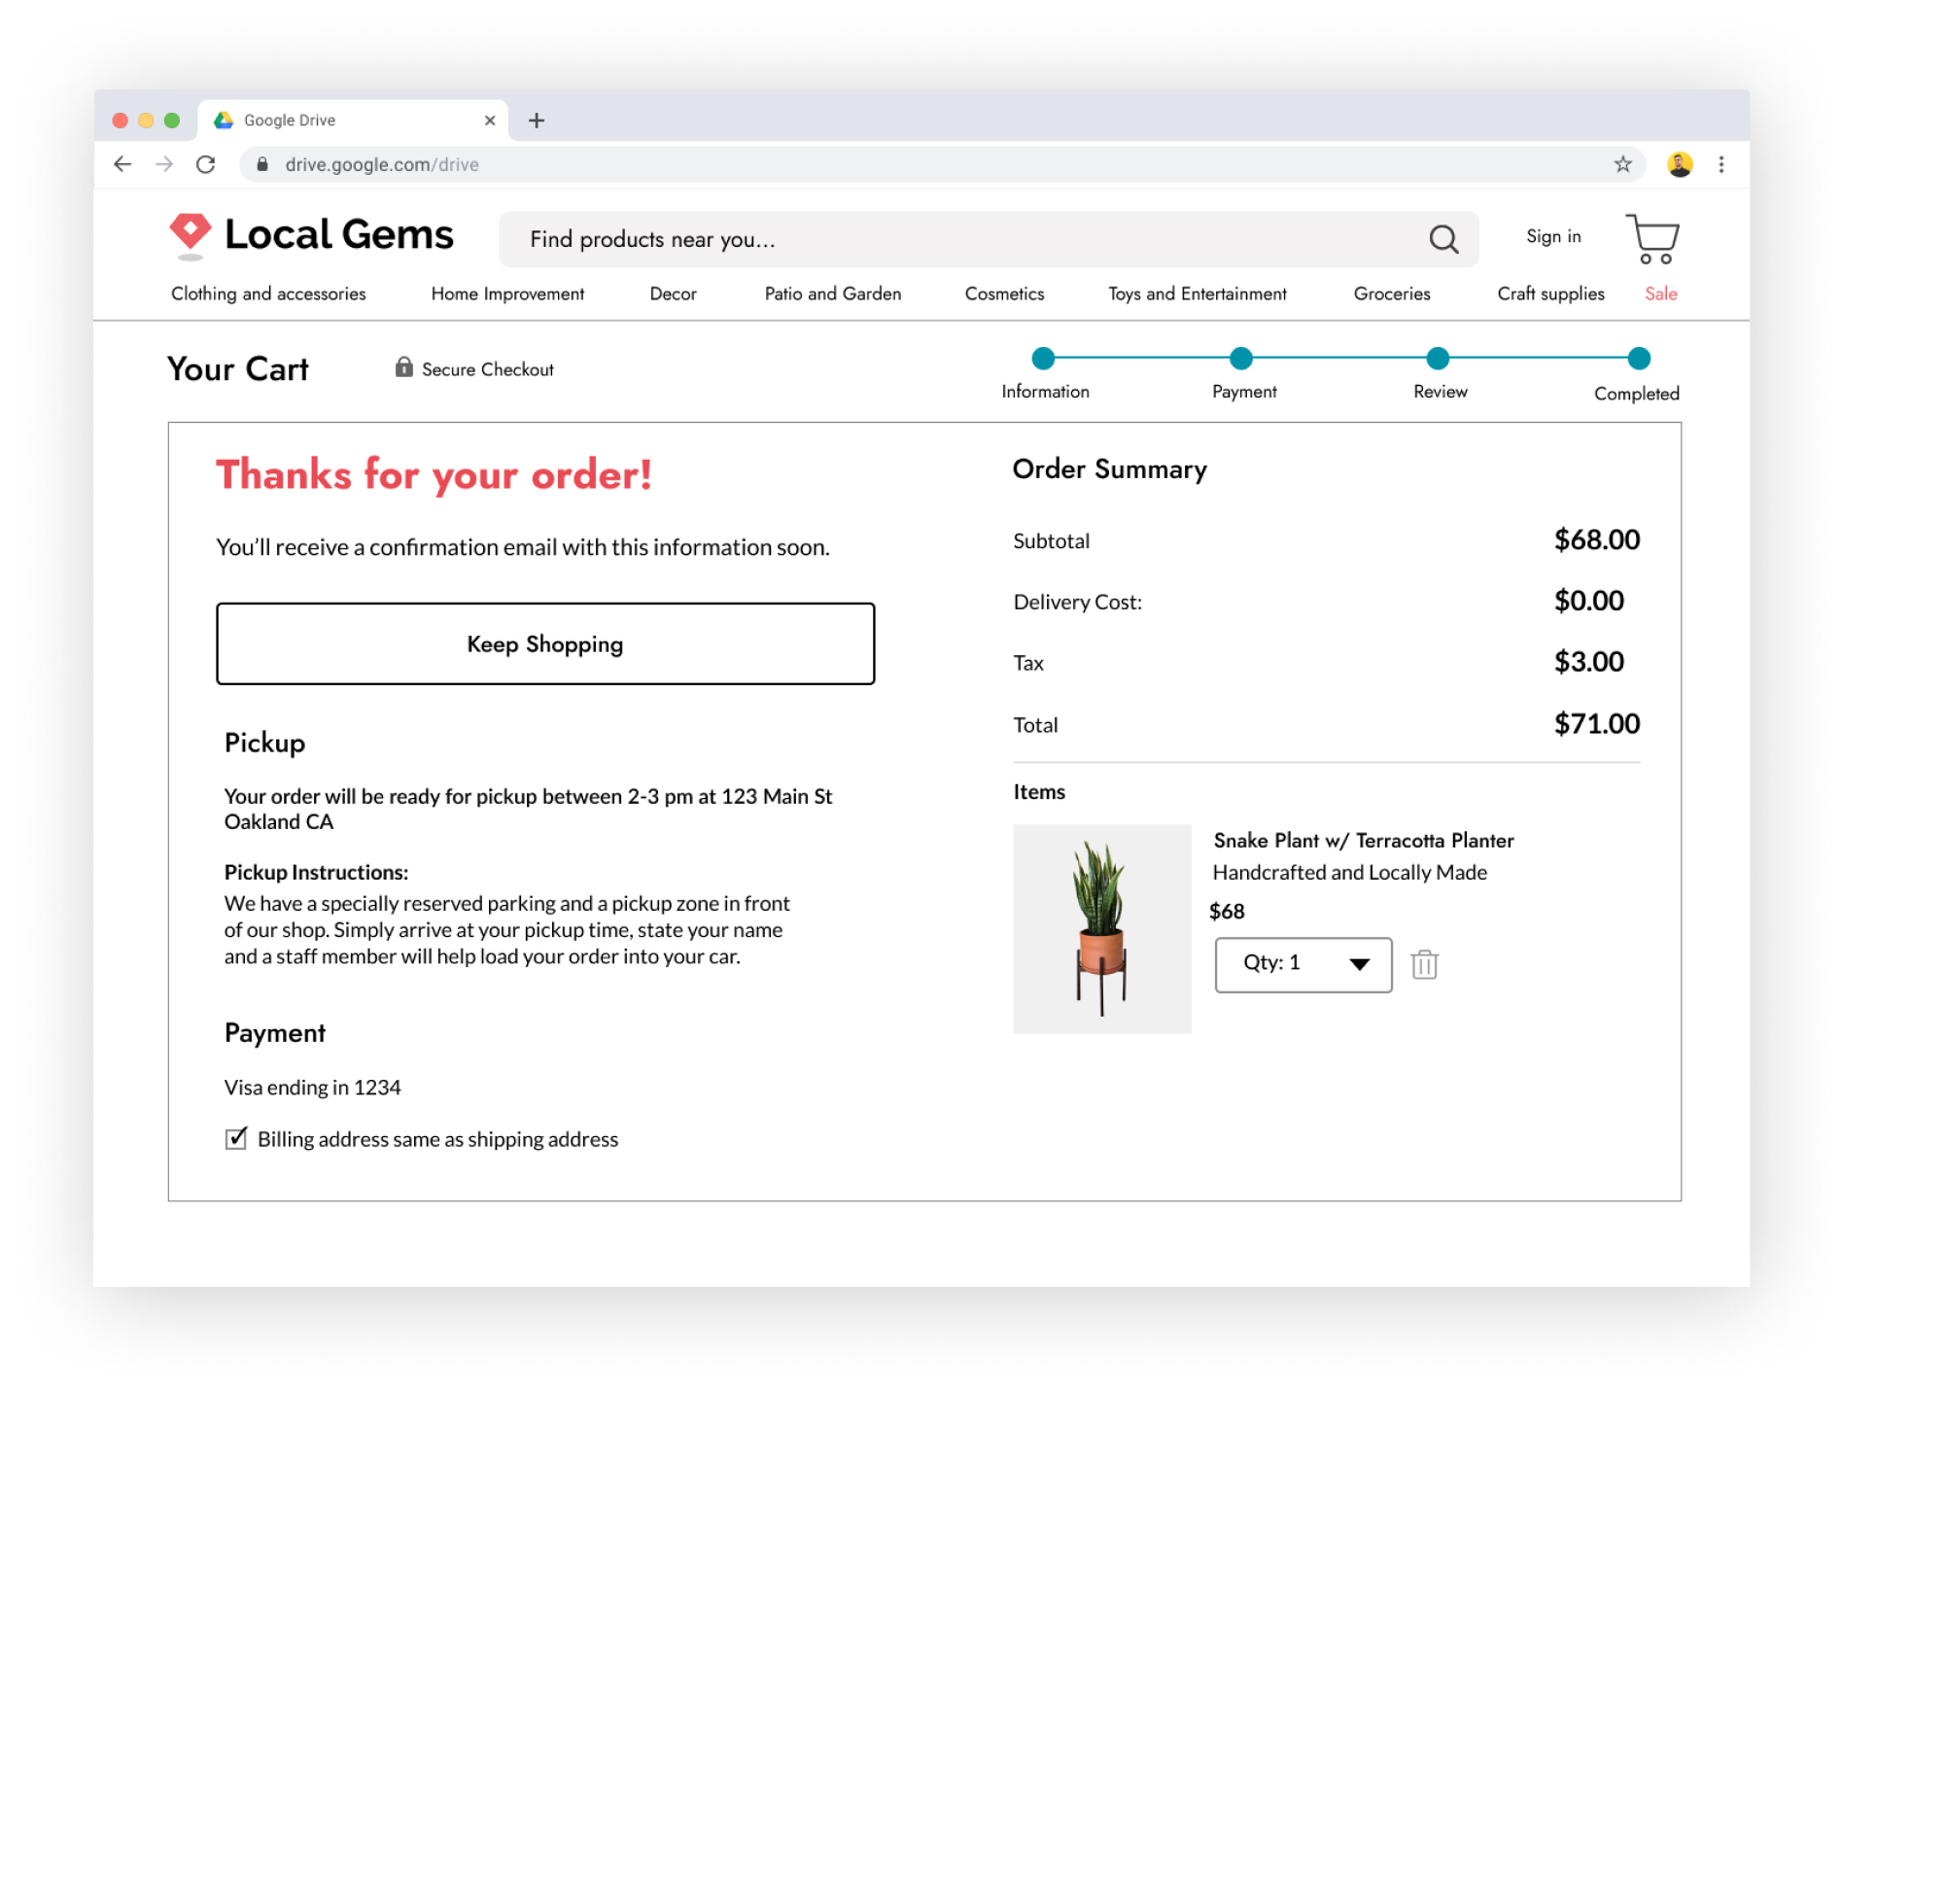 Google Drive
drive.google.com/drive
Local Gems
Find products near you...
Sign in
Clothing and accessories
Home Improvement
Decor
Patio and Garden
Cosmetics
Toys and Entertainment
Groceries
Craft supplies
Sale
Your Cart
Secure Checkout
Information
Payment
Review
Completed
Thanks for your order!
You'll receive a confirmation email with this information soon.
Keep Shopping
Pickup
Your order will be ready for pickup between 2-3 pm at 123 Main St
Oakland CA
Pickup Instructions:
We have a specially reserved parking and a pickup zone in front
of our shop. Simply arrive at your pickup time, state your name
and a staff member will help load your order into your car.
Payment
Visa ending in 1234
Billing address same as shipping address
Order Summary
Subtotal $68.00
Delivery Cost: $0.00
Tax $3.00
Total $71.00
Items
Snake Plant w/ Terracotta Planter
Handcrafted and Locally Made
$68
Qty: 1